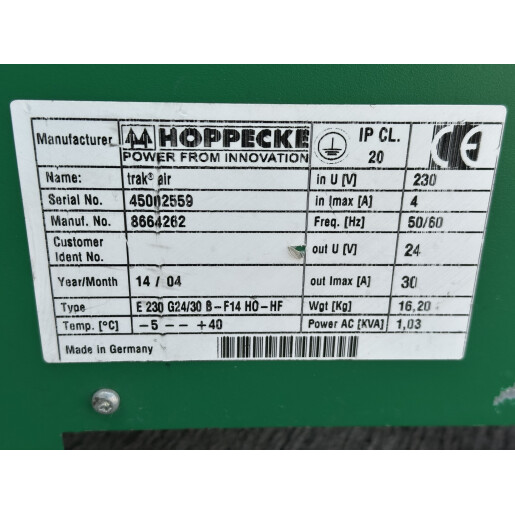 Manufacturer HOPPECKE IP CL. CE
POWER FROM INNOVATION 20
Name: trak® air in U [V] 230
Serial No. 45002559 in Imax [A] 4
Manuf. No. 8664262 Freq. [Hz] 50/60
Customer
Ident No. out U [V] 24
Year/Month 14 / 04 out Imax [A] 30
Type E 230 G24/30 B-F14 HO-HF Wgt [Kg] 16,20
Temp. [°C] -5 -- +40 Power AC [KVA] 1,03
Made in Germany